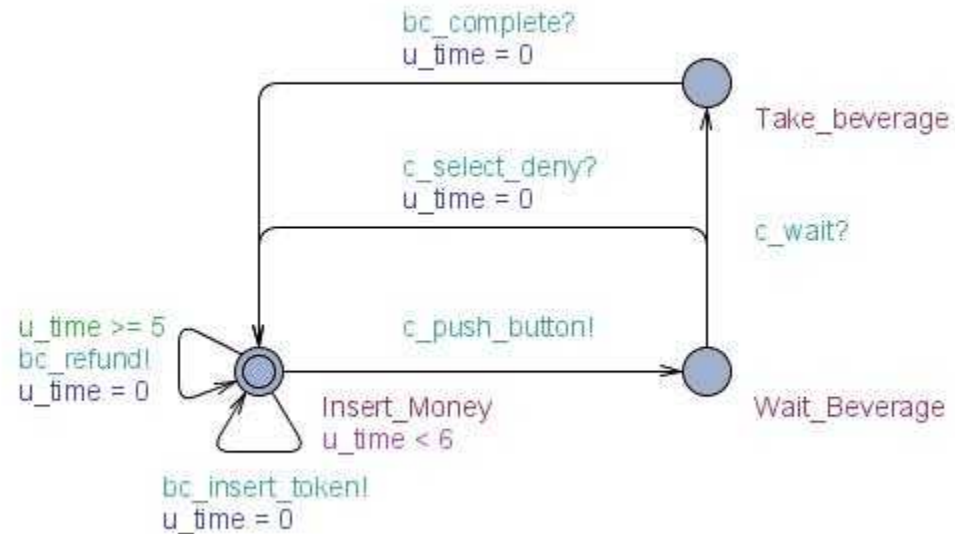 bc_complete?
u_time = 0
Take_beverage
c_select_deny?
u_time = 0
c_wait?
u_time >= 5
bc_refund!
u_time = 0
c_push_button!
Insert_Money
u_time < 6
Wait_Beverage
bc_insert_token!
u_time = 0